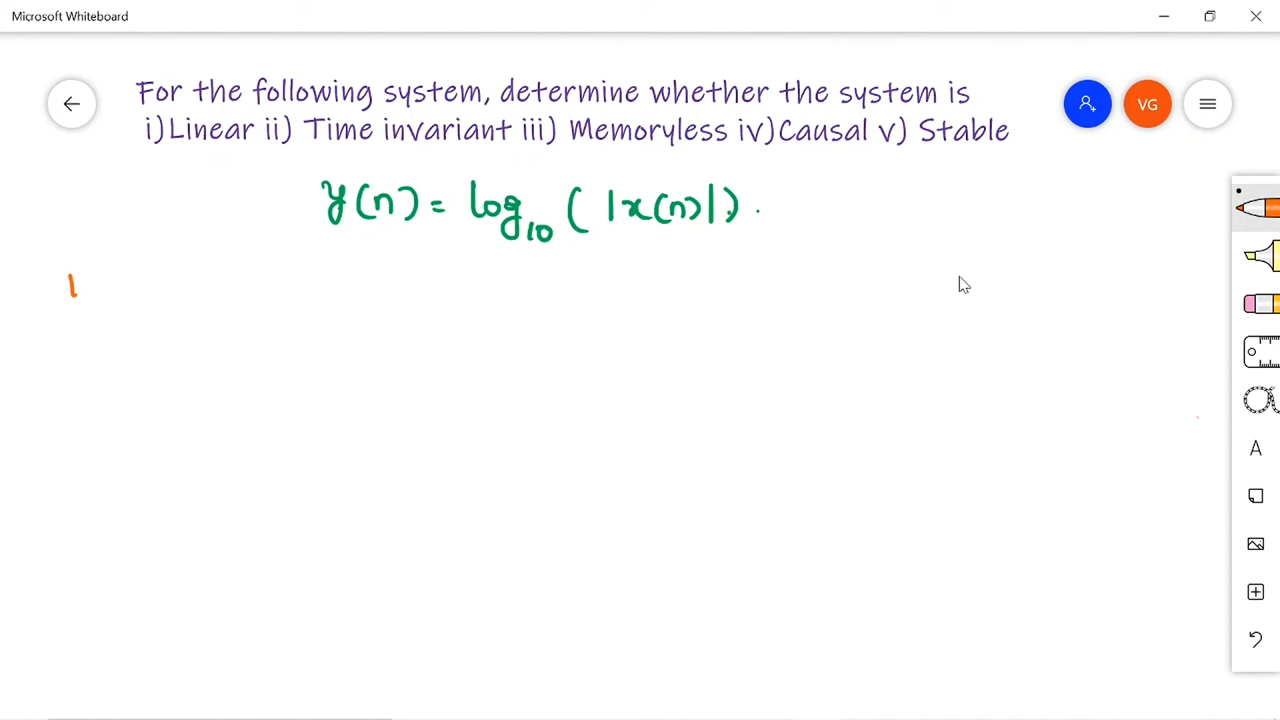 Microsoft Whiteboard
For the following system, determine whether the system is
i)Linear ii) Time invariant iii) Memoryless iv)Causal v) Stable
VG
y(n) = log10 ( |x(n)|) .
A